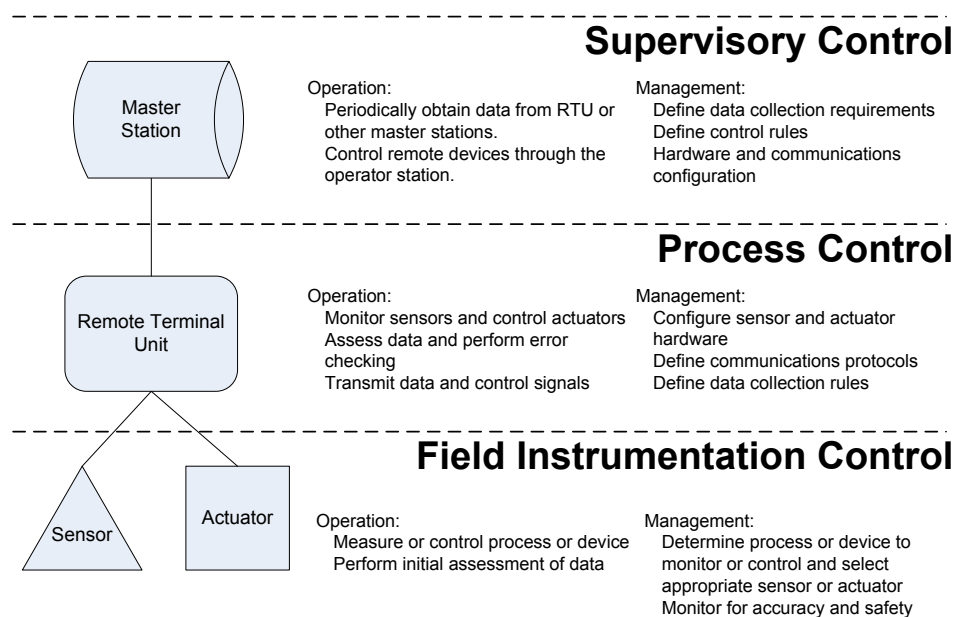 Supervisory Control
Master
Station
Operation:
Periodically obtain data from RTU or
other master stations.
Control remote devices through the
operator station.
Management:
Define data collection requirements
Define control rules
Hardware and communications
configuration
Process Control
Remote Terminal
Unit
Operation:
Monitor sensors and control actuators
Assess data and perform error
checking
Transmit data and control signals
Management:
Configure sensor and actuator
hardware
Define communications protocols
Define data collection rules
Field Instrumentation Control
Sensor
Actuator
Operation:
Measure or control process or device
Perform initial assessment of data
Management:
Determine process or device to
monitor or control and select
appropriate sensor or actuator
Monitor for accuracy and safety